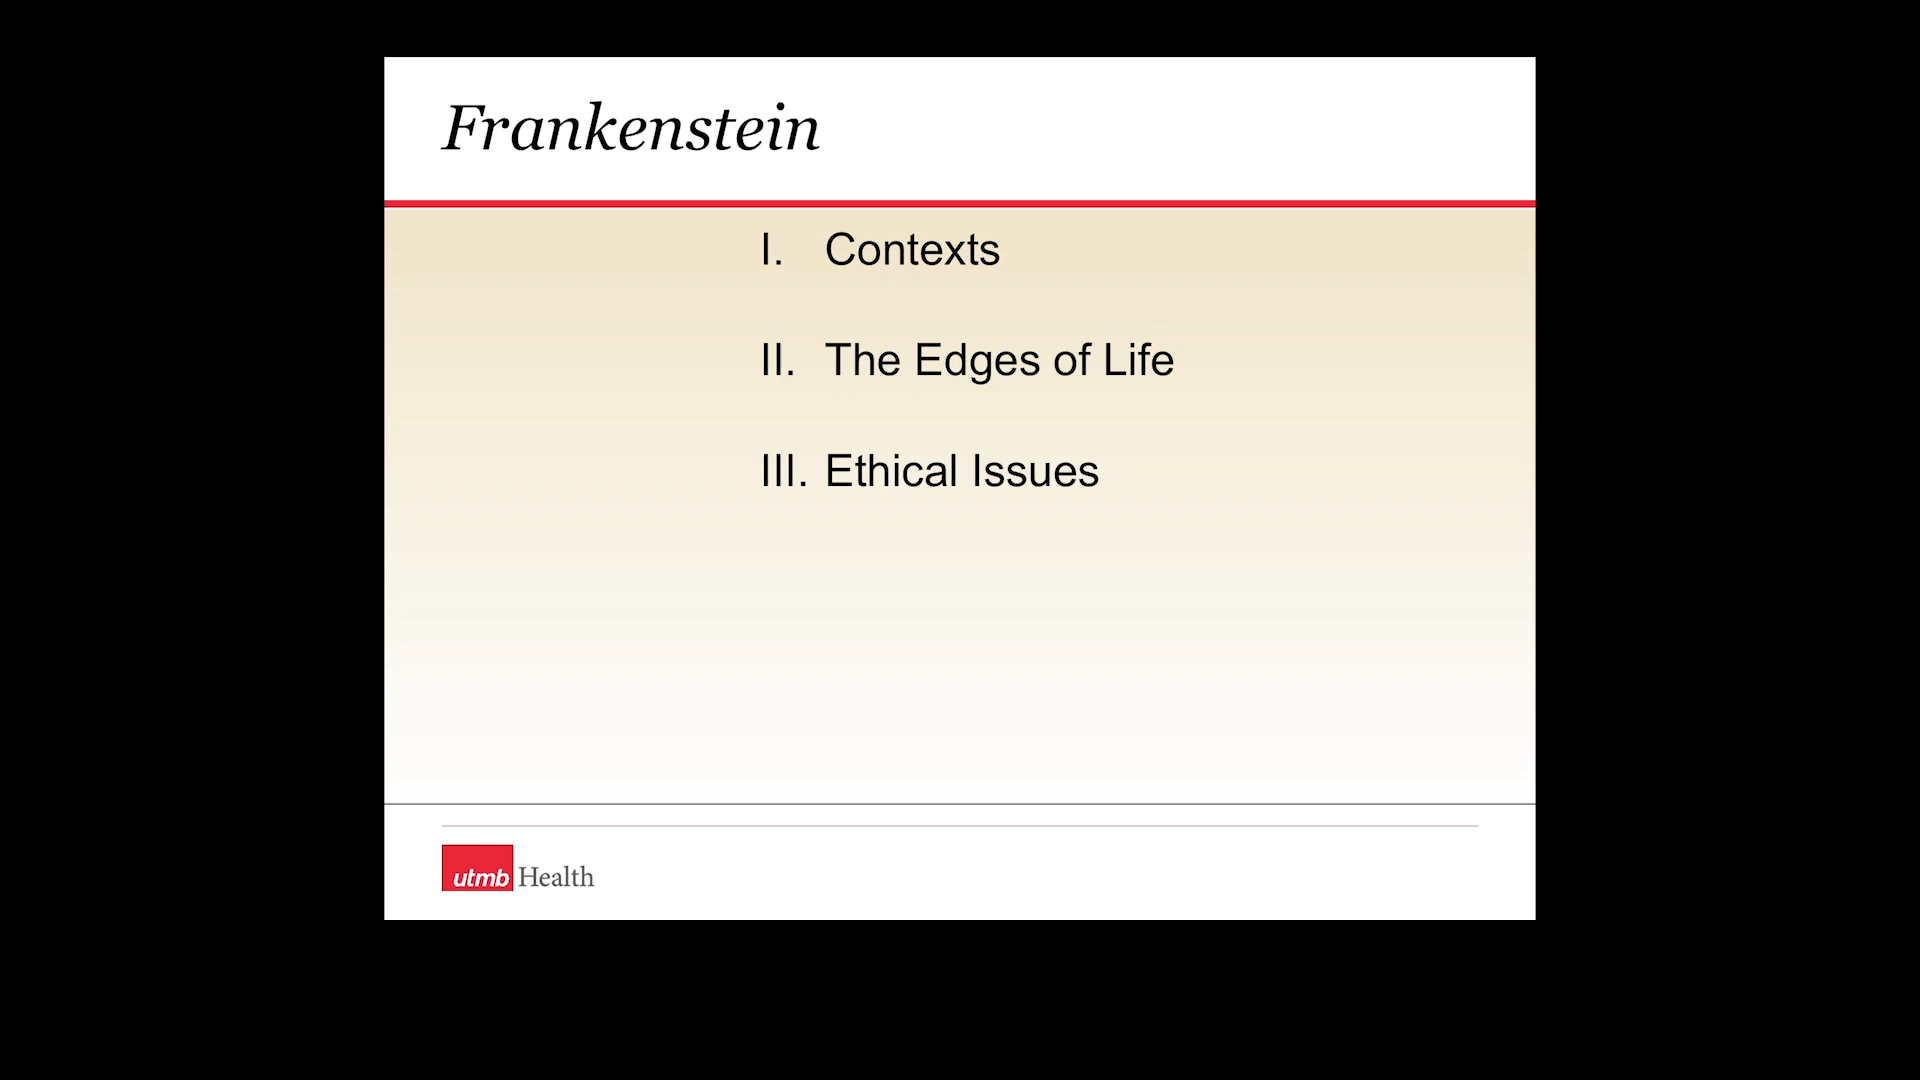 Frankenstein
I. Contexts
II. The Edges of Life
III. Ethical Issues
utmb Health